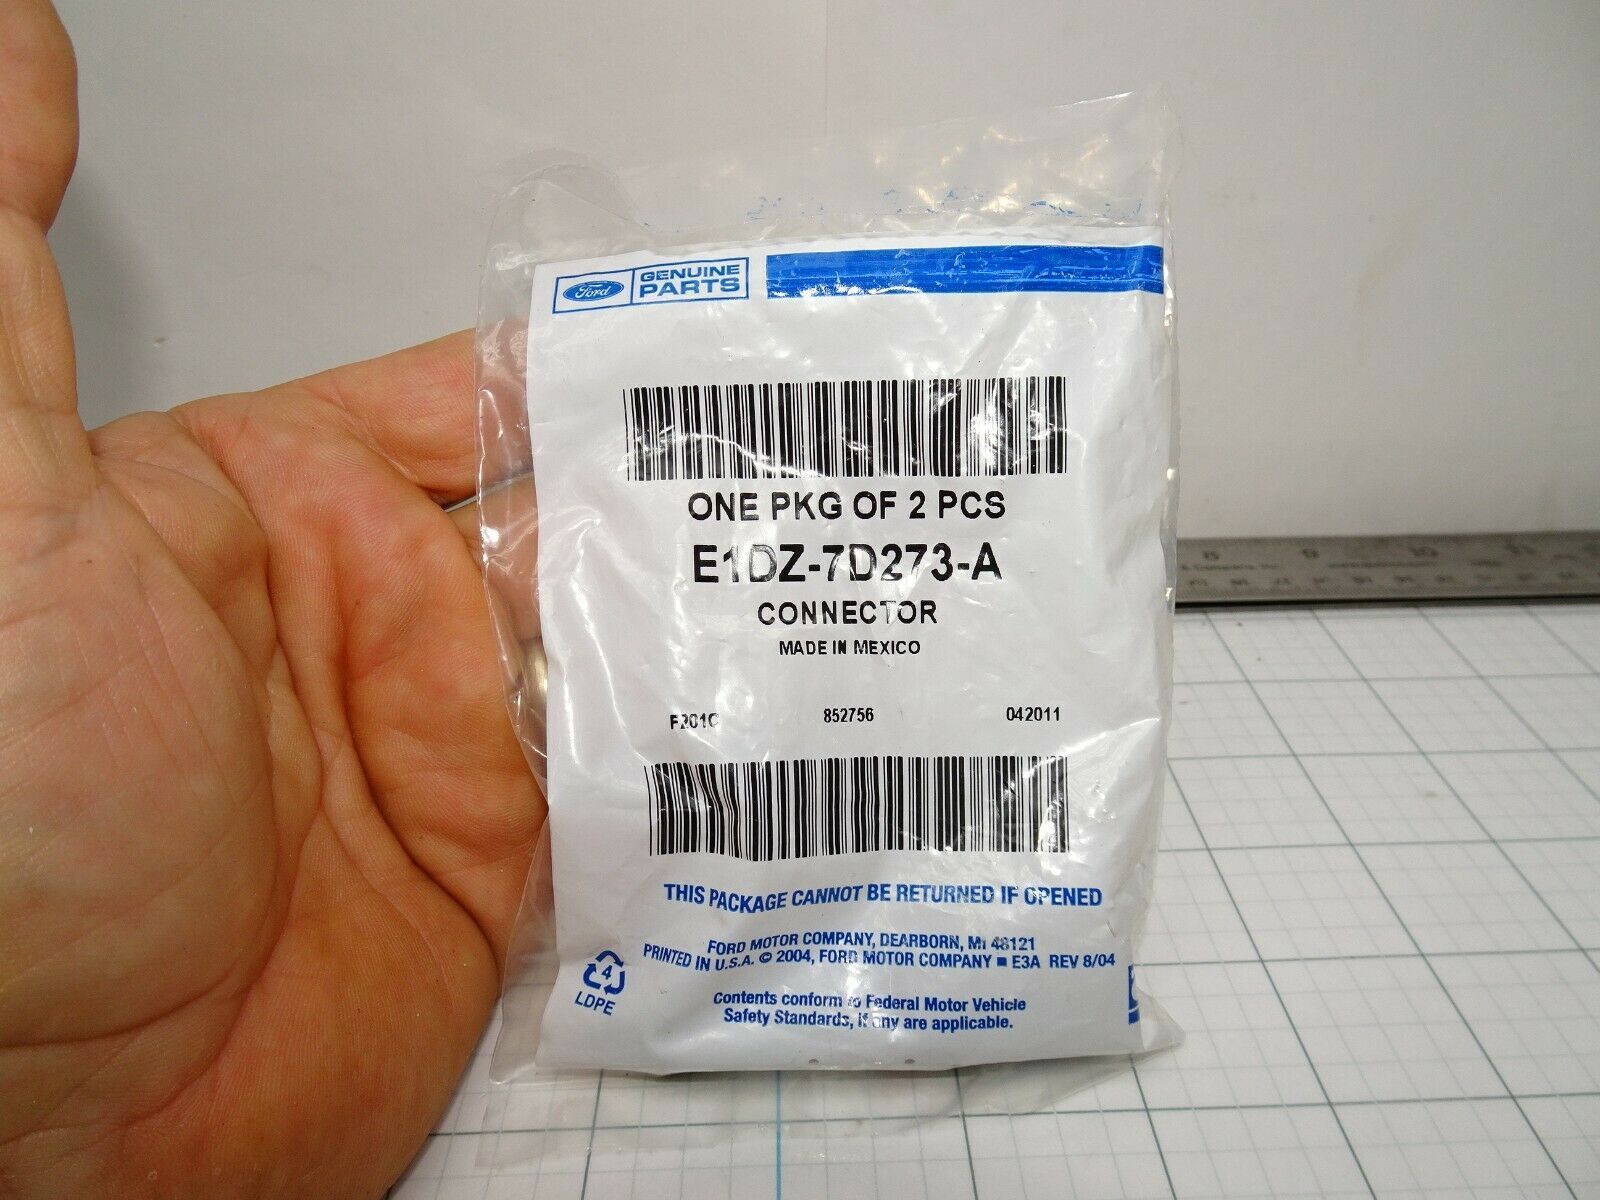 Ford
GENUINE
PARTS
ONE PKG OF 2 PCS
E1DZ-7D273-A
CONNECTOR
MADE IN MEXICO
F201C 852756 042011
THIS PACKAGE CANNOT BE RETURNED IF OPENED
FORD MOTOR COMPANY, DEARBORN, MI 48121
PRINTED IN U.S.A. © 2004, FORD MOTOR COMPANY ■ E3A REV 8/04
4
LDPE
Contents conform to Federal Motor Vehicle
Safety Standards, if any are applicable.